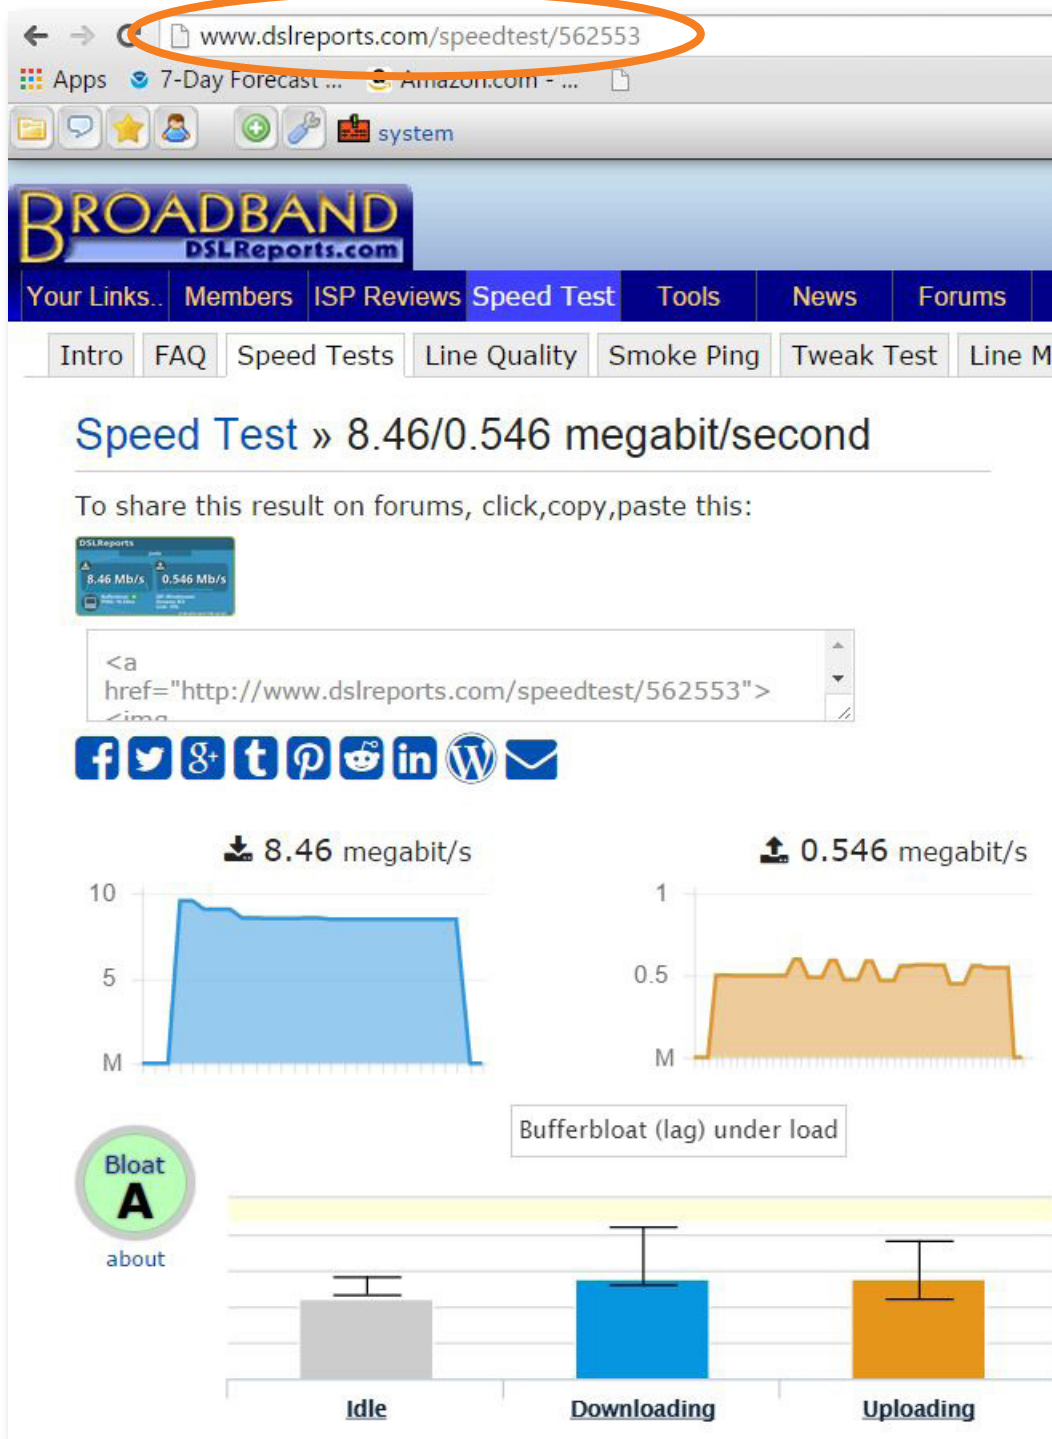 www.dslreports.com/speedtest/562553
Apps 7-Day Forecast ... Amazon.com - ...
system
BROADBAND
DSLReports.com
Your Links.. Members ISP Reviews Speed Test Tools News Forums
Intro FAQ Speed Tests Line Quality Smoke Ping Tweak Test Line M
Speed Test » 8.46/0.546 megabit/second
To share this result on forums, click,copy,paste this:
DSLReports
8.46 Mb/s 0.546 Mb/s
<a
href="http://www.dslreports.com/speedtest/562553">
<img
8.46 megabit/s 0.546 megabit/s
10 1
5 0.5
M M
Bufferbloat (lag) under load
Bloat
A
about
Idle Downloading Uploading